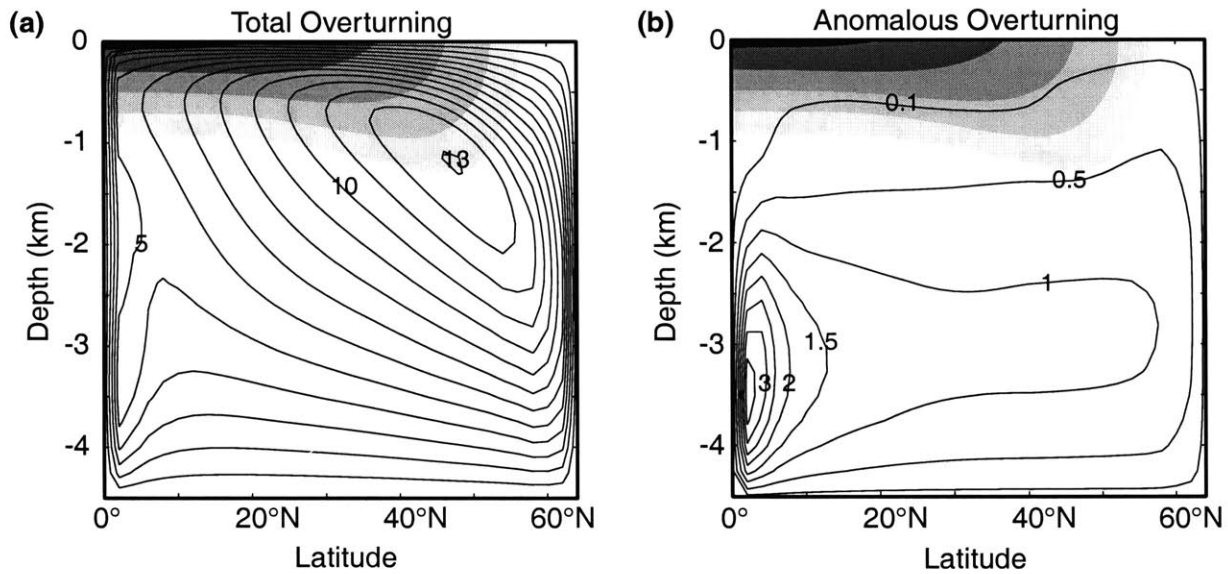 (a) Total Overturning
0
-1
-2
-3
-4
Depth (km)
13
10
5
0° 20°N 40°N 60°N
Latitude
(b) Anomalous Overturning
0
-1
-2
-3
-4
Depth (km)
0.1
0.5
1
1.5
3 2
0° 20°N 40°N 60°N
Latitude